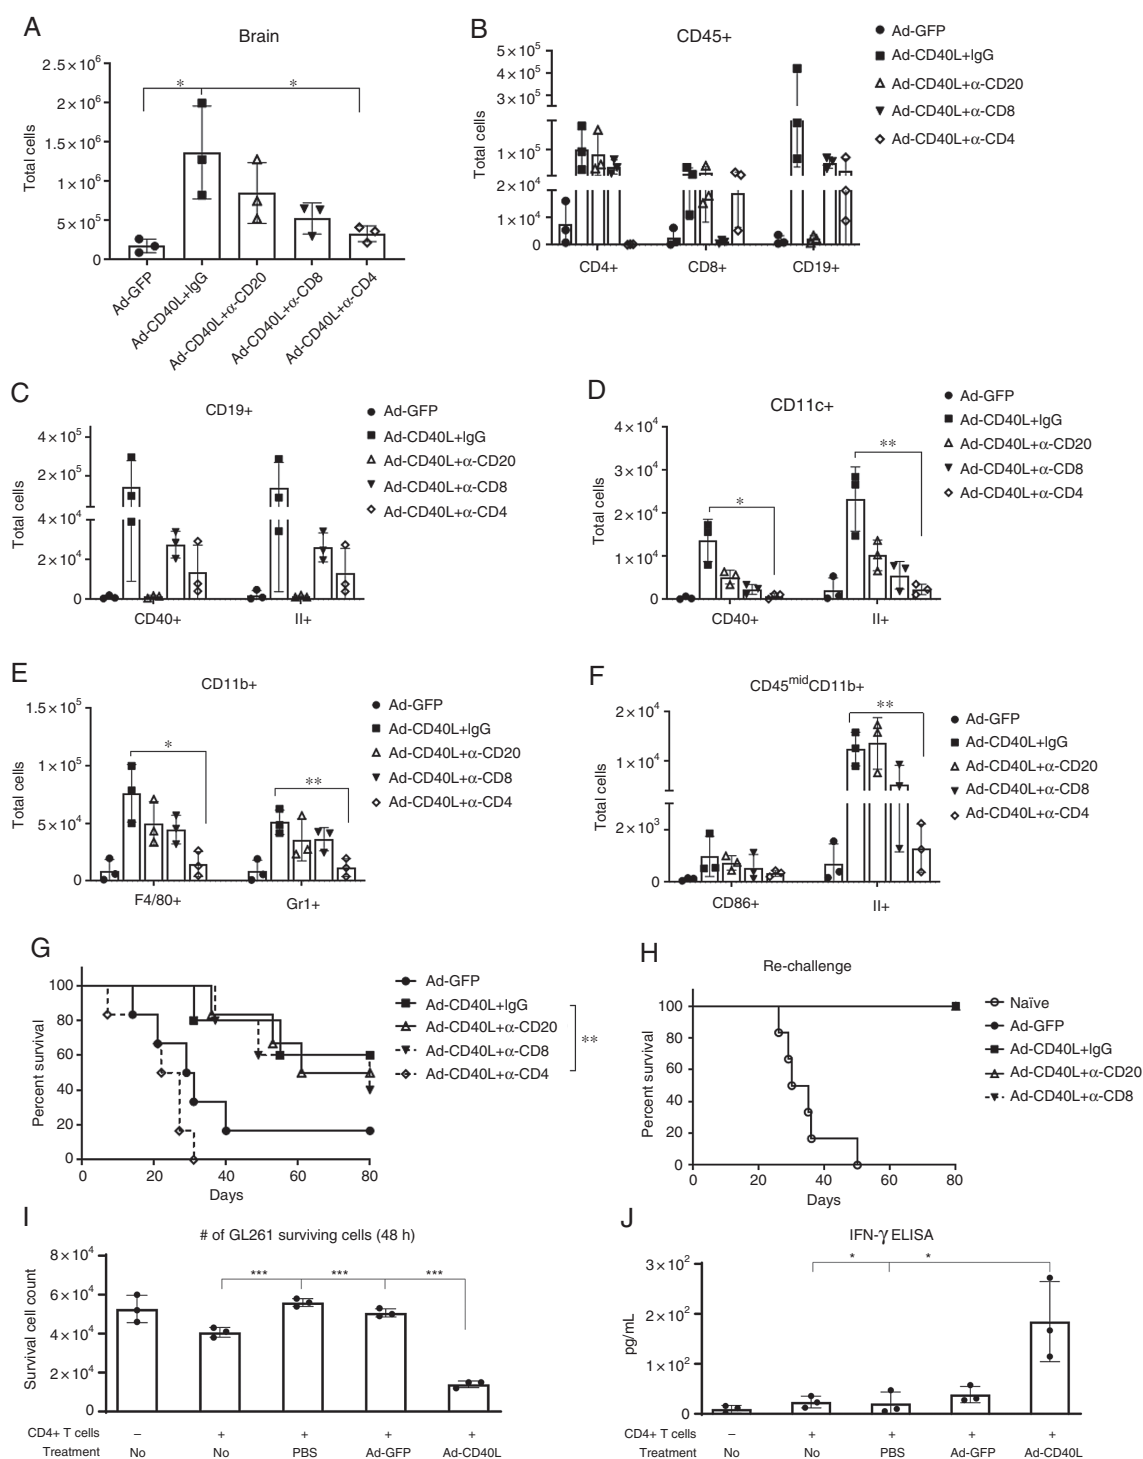 A
Brain
Total cells
2.5×10⁶
2×10⁶
1.5×10⁶
1×10⁶
5×10⁵
0
* *
Ad-GFP
Ad-CD40L+IgG
Ad-CD40L+α-CD20
Ad-CD40L+α-CD8
Ad-CD40L+α-CD4
B
CD45+
Total cells
5×10⁵
4×10⁵
3×10⁵
1×10⁵
2×10⁴
1×10⁴
0
CD4+ CD8+ CD19+
Ad-GFP
Ad-CD40L+IgG
Ad-CD40L+α-CD20
Ad-CD40L+α-CD8
Ad-CD40L+α-CD4
C
CD19+
Total cells
4×10⁵
2×10⁵
4×10⁴
2×10⁴
0
CD40+ II+
Ad-GFP
Ad-CD40L+IgG
Ad-CD40L+α-CD20
Ad-CD40L+α-CD8
Ad-CD40L+α-CD4
D
CD11c+
Total cells
4×10⁴
3×10⁴
2×10⁴
1×10⁴
0
* **
CD40+ II+
Ad-GFP
Ad-CD40L+IgG
Ad-CD40L+α-CD20
Ad-CD40L+α-CD8
Ad-CD40L+α-CD4
E
CD11b+
Total cells
1.5×10⁵
1×10⁵
5×10⁴
0
* **
F4/80+ Gr1+
Ad-GFP
Ad-CD40L+IgG
Ad-CD40L+α-CD20
Ad-CD40L+α-CD8
Ad-CD40L+α-CD4
F
CD45ᵐⁱᵈCD11b+
Total cells
2×10⁴
1×10⁴
2×10³
0
**
CD86+ II+
Ad-GFP
Ad-CD40L+IgG
Ad-CD40L+α-CD20
Ad-CD40L+α-CD8
Ad-CD40L+α-CD4
G
Percent survival
100
80
60
40
20
0
0 20 40 60 80
Days
Ad-GFP
Ad-CD40L+IgG
Ad-CD40L+α-CD20
Ad-CD40L+α-CD8
Ad-CD40L+α-CD4
**
H
Re-challenge
Percent survival
100
80
60
40
20
0
0 20 40 60 80
Days
Naïve
Ad-GFP
Ad-CD40L+IgG
Ad-CD40L+α-CD20
Ad-CD40L+α-CD8
I
# of GL261 surviving cells (48 h)
Survival cell count
8×10⁴
6×10⁴
4×10⁴
2×10⁴
0
*** *** ***
CD4+ T cells – + + + +
Treatment No No PBS Ad-GFP Ad-CD40L
J
IFN-γ ELISA
pg/mL
3×10²
2×10²
1×10²
0
* *
CD4+ T cells – + + + +
Treatment No No PBS Ad-GFP Ad-CD40L